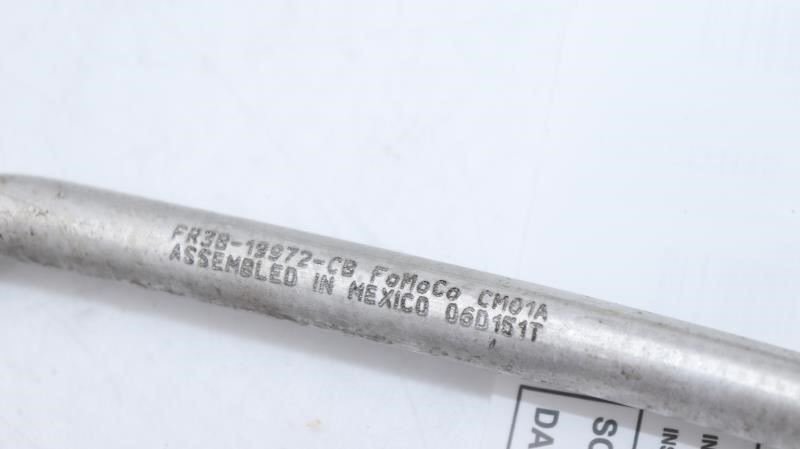 FR3B-19972-CB FoMoCo CM01A
ASSEMBLED IN MEXICO 06D151T